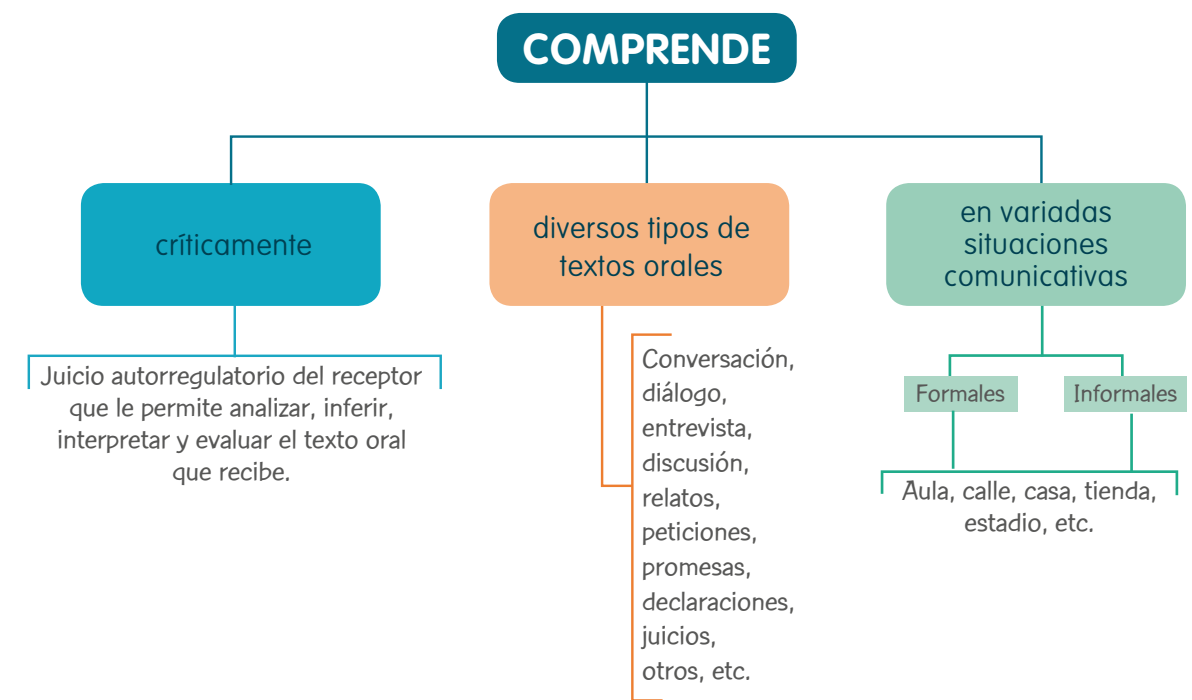 COMPRENDE
críticamente
Juicio autorregulatorio del receptor
que le permite analizar, inferir,
interpretar y evaluar el texto oral
que recibe.
diversos tipos de
textos orales
Conversación,
diálogo,
entrevista,
discusión,
relatos,
peticiones,
promesas,
declaraciones,
juicios,
otros, etc.
en variadas
situaciones
comunicativas
Formales
Informales
Aula, calle, casa, tienda,
estadio, etc.